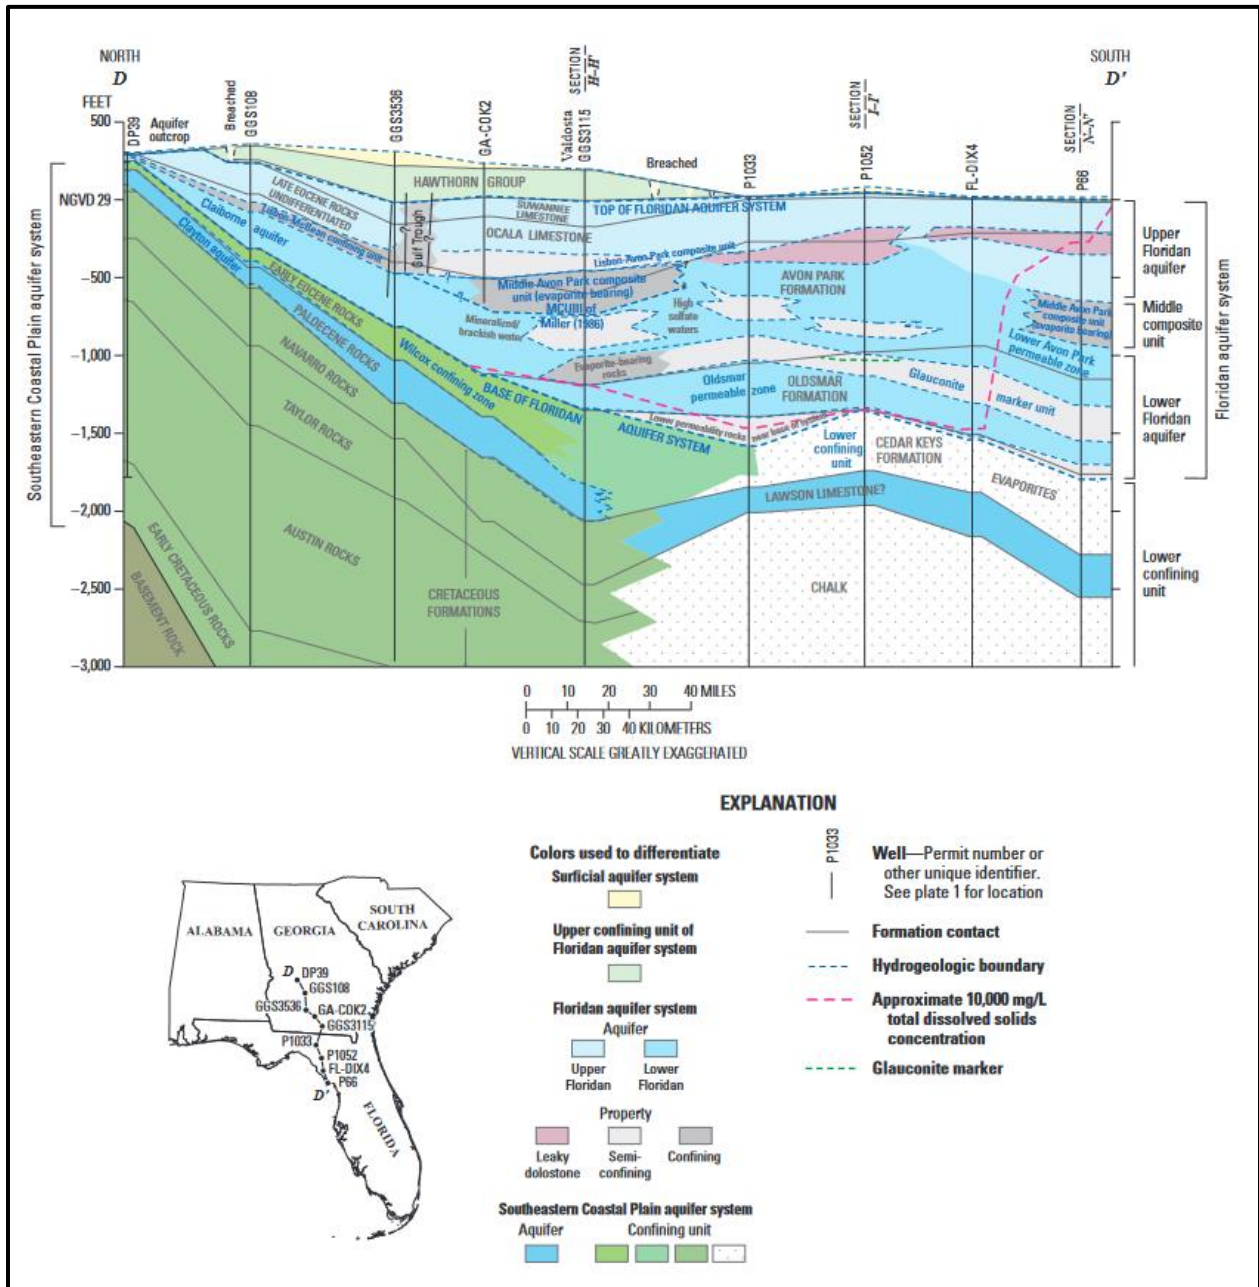 NORTH
D
SOUTH
D'
FEET
DP39
Aquifer
outcrop
Breached
GGS108
GGS3536
GA-COK2
Valdosta
GGS3115
SECTION
H–H'
Breached
P1033
P1052
SECTION
I–I'
FL-DIX4
P66
SECTION
N–N'
500
NGVD 29
–500
–1,000
–1,500
–2,000
–2,500
–3,000
Southeastern Coastal Plain aquifer system
HAWTHORN GROUP
LATE EOCENE ROCKS
UNDIFFERENTIATED
SUWANNEE
LIMESTONE
TOP OF FLORIDAN AQUIFER SYSTEM
OCALA LIMESTONE
Gulf Trough
?
?
Claiborne aquifer
Lisbon-McBean confining unit
Clayton aquifer
Lisbon-Avon Park composite unit
Middle Avon Park composite
unit (evaporite bearing)
MCUIII of
Miller (1986)
AVON PARK
FORMATION
High
sulfate
waters
Mineralized/
brackish water
EARLY EOCENE ROCKS
PALEOCENE ROCKS
NAVARRO ROCKS
TAYLOR ROCKS
Wilcox confining zone
Evaporite-bearing
rocks
BASE OF FLORIDAN
AQUIFER SYSTEM
Oldsmar
permeable zone
OLDSMAR
FORMATION
Glauconite
marker unit
Middle Avon Park
composite unit
(evaporite bearing)
Lower Avon Park
permeable zone
Lower permeability rocks near base of system
Lower
confining
unit
CEDAR KEYS
FORMATION
EVAPORITES
LAWSON LIMESTONE?
AUSTIN ROCKS
EARLY CRETACEOUS ROCKS
BASEMENT ROCK
CRETACEOUS
FORMATIONS
CHALK
Upper
Floridan
aquifer
Middle
composite
unit
Lower
Floridan
aquifer
Floridan aquifer system
Lower
confining
unit
0 10 20 30 40 MILES
0 10 20 30 40 KILOMETERS
VERTICAL SCALE GREATLY EXAGGERATED
EXPLANATION
Colors used to differentiate
Surficial aquifer system
Upper confining unit of
Floridan aquifer system
Floridan aquifer system
Aquifer
Upper
Floridan
Lower
Floridan
Property
Leaky
dolostone
Semi-
confining
Confining
Southeastern Coastal Plain aquifer system
Aquifer
Confining unit
P1033
Well—Permit number or
other unique identifier.
See plate 1 for location
Formation contact
Hydrogeologic boundary
Approximate 10,000 mg/L
total dissolved solids
concentration
Glauconite marker
ALABAMA
GEORGIA
SOUTH
CAROLINA
D
DP39
GGS108
GGS3536
GA-COK2
GGS3115
P1033
P1052
FL-DIX4
P66
D'
FLORIDA